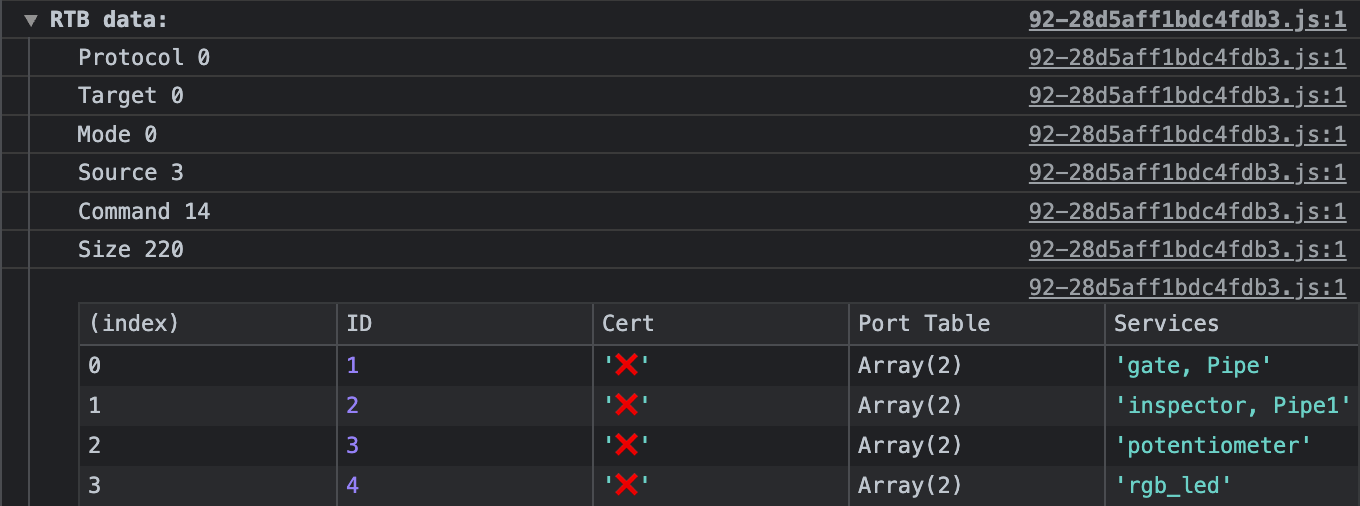 ▼ RTB data: 92-28d5aff1bdc4fdb3.js:1
Protocol 0 92-28d5aff1bdc4fdb3.js:1
Target 0 92-28d5aff1bdc4fdb3.js:1
Mode 0 92-28d5aff1bdc4fdb3.js:1
Source 3 92-28d5aff1bdc4fdb3.js:1
Command 14 92-28d5aff1bdc4fdb3.js:1
Size 220 92-28d5aff1bdc4fdb3.js:1
92-28d5aff1bdc4fdb3.js:1
(index) ID Cert Port Table Services
0 1 '❌' Array(2) 'gate, Pipe'
1 2 '❌' Array(2) 'inspector, Pipe1'
2 3 '❌' Array(2) 'potentiometer'
3 4 '❌' Array(2) 'rgb_led'